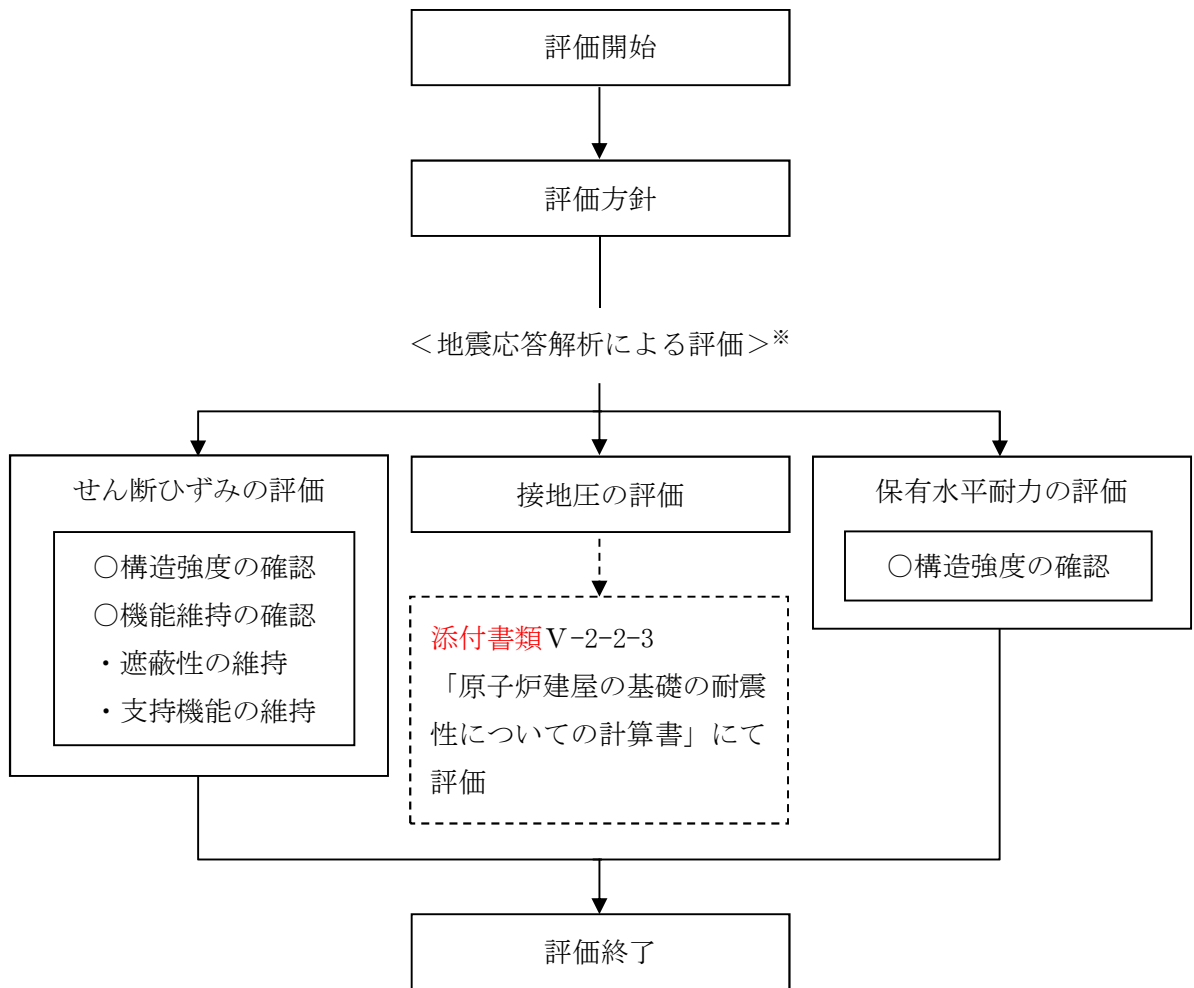 評価開始
評価方針
＜地震応答解析による評価＞※
せん断ひずみの評価
○構造強度の確認
○機能維持の確認
・遮蔽性の維持
・支持機能の維持
接地圧の評価
添付書類Ⅴ-2-2-3
「原子炉建屋の基礎の耐震
性についての計算書」にて
評価
保有水平耐力の評価
○構造強度の確認
評価終了